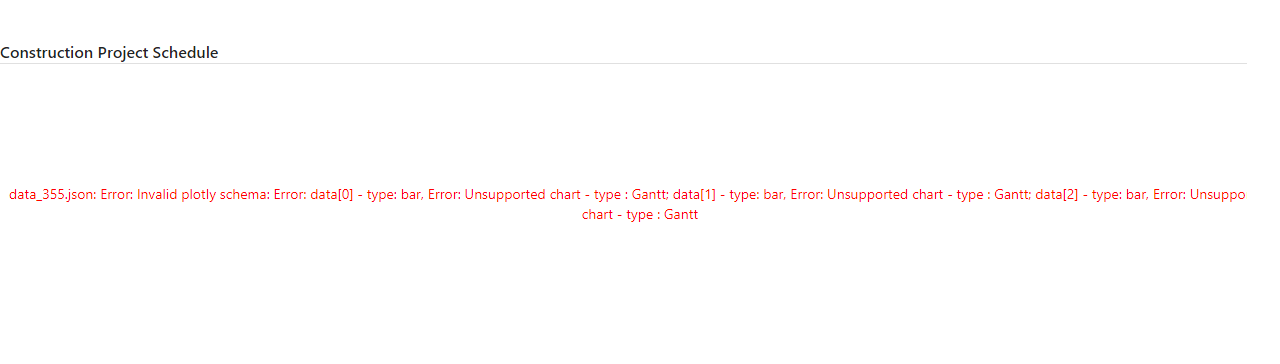 Construction Project Schedule
data_355.json: Error: Invalid plotly schema: Error: data[0] - type: bar, Error: Unsupported chart - type : Gantt; data[1] - type: bar, Error: Unsupported chart - type : Gantt; data[2] - type: bar, Error: Unsuppo
chart - type : Gantt